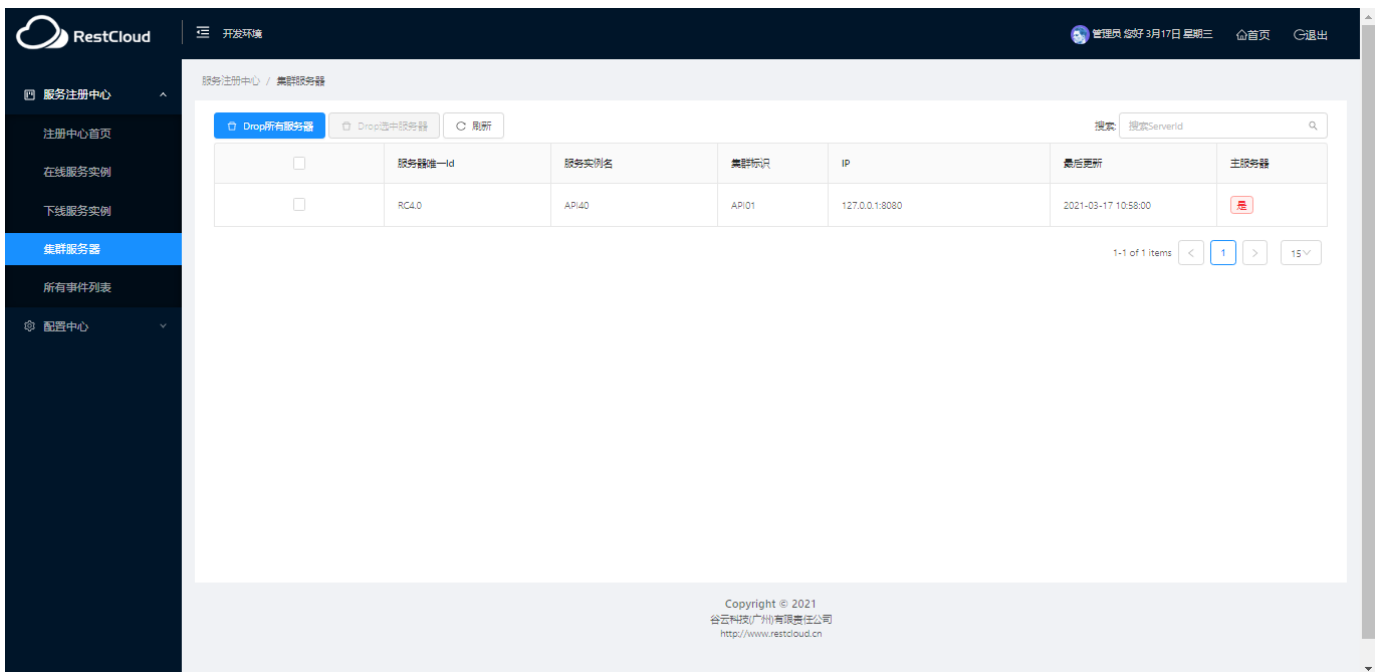 RestCloud
开发环境
管理员 您好 3月17日 星期三 首页 退出
服务注册中心
注册中心首页
在线服务实例
下线服务实例
集群服务器
所有事件列表
配置中心
服务注册中心 / 集群服务器
Drop所有服务器 Drop选中服务器 刷新 搜索: 搜索ServerId
服务器唯一Id 服务实例名 集群标识 IP 最后更新 主服务器
RC4.0 API40 API01 127.0.0.1:8080 2021-03-17 10:58:00 是
1-1 of 1 items < 1 > 15
Copyright © 2021
谷云科技(广州)有限责任公司
http://www.restcloud.cn